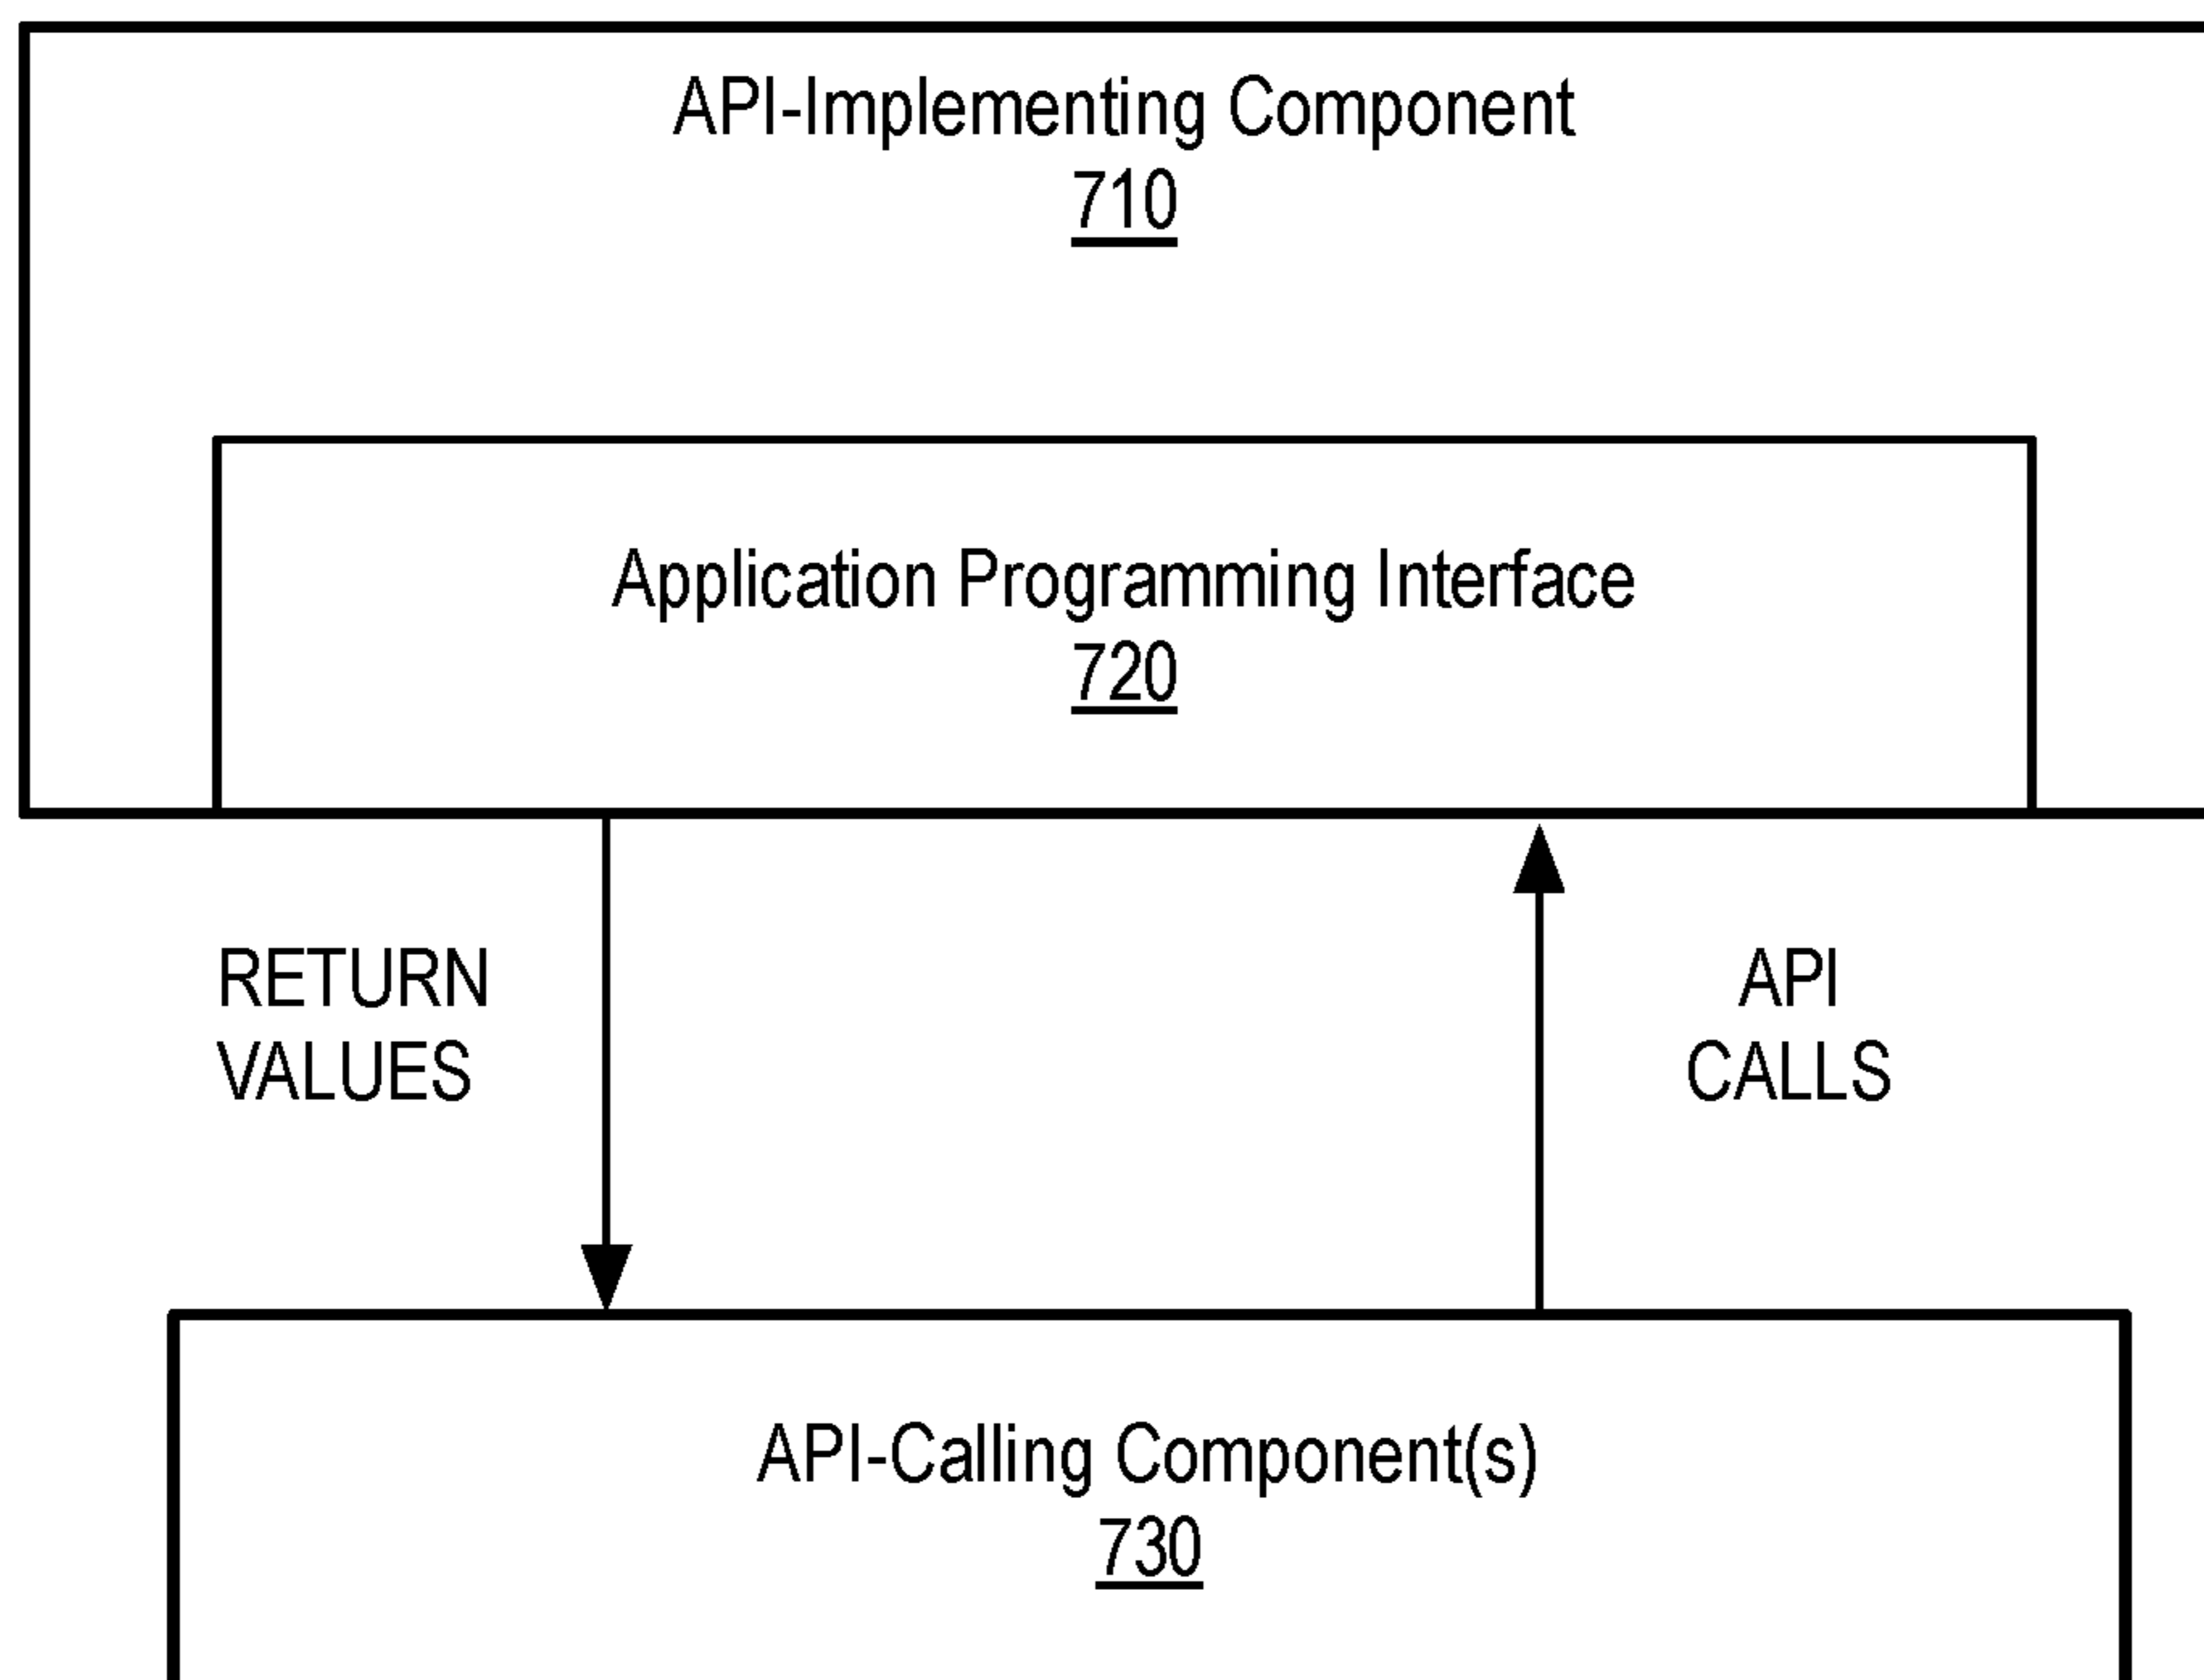 API-Implementing Component
710
Application Programming Interface
720
RETURN
VALUES
API
CALLS
API-Calling Component(s)
730